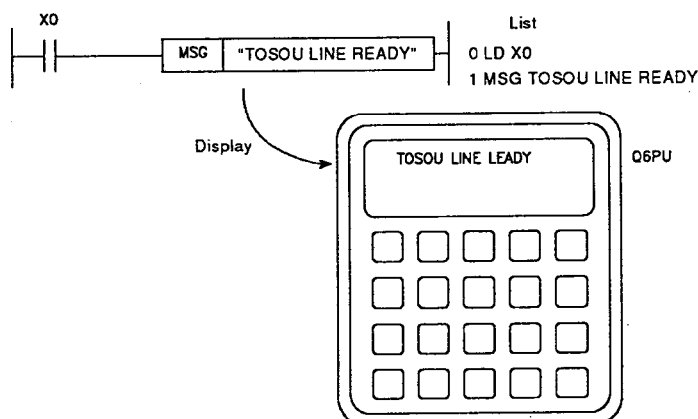 X0
MSG "TOSOU LINE READY"
List
0 LD X0
1 MSG TOSOU LINE READY
Display
TOSOU LINE LEADY
Q6PU